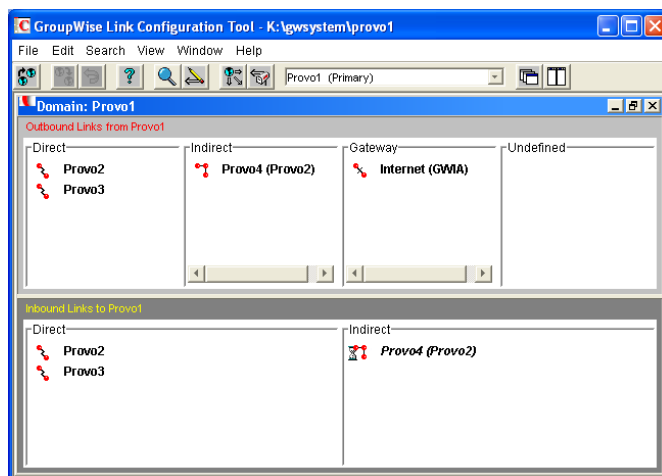 GroupWise Link Configuration Tool - K:\gwsystem\provo1
File Edit Search View Window Help
Provo1 (Primary)
Domain: Provo1
Outbound Links from Provo1
Direct
Provo2
Provo3
Indirect
Provo4 (Provo2)
Gateway
Internet (GWIA)
Undefined
Inbound Links to Provo1
Direct
Provo2
Provo3
Indirect
Provo4 (Provo2)